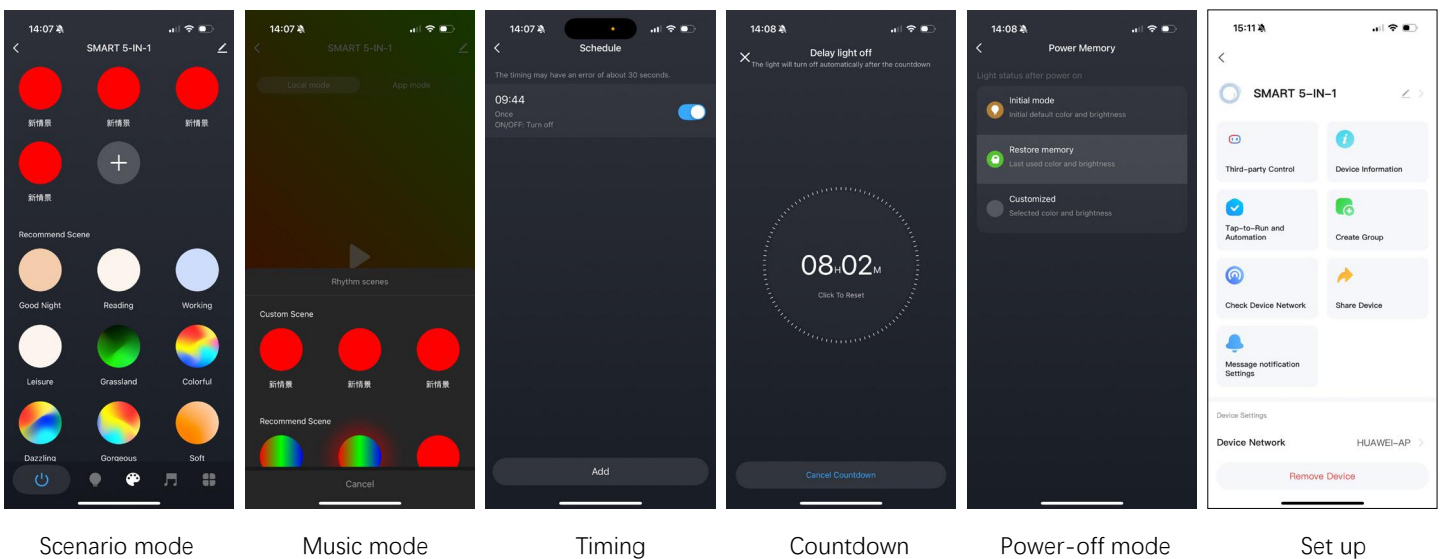 14:07
SMART 5-IN-1
新情景 新情景 新情景
新情景
Recommend Scene
Good Night Reading Working
Leisure Grassland Colorful
Dazzling Gorgeous Soft
Scenario mode
14:07
SMART 5-IN-1
Local mode App mode
Rhythm scenes
Custom Scene
新情景 新情景 新情景
Recommend Scene
Cancel
Music mode
14:07
Schedule
The timing may have an error of about 30 seconds.
09:44
Once
ON/OFF: Turn off
Add
Timing
14:08
Delay light off
The light will turn off automatically after the countdown
08H02M
Click To Reset
Cancel Countdown
Countdown
14:08
Power Memory
Light status after power on
Initial mode
Initial default color and brightness
Restore memory
Last used color and brightness
Customized
Selected color and brightness
Power-off mode
15:11
SMART 5-IN-1
Third-party Control Device Information
Tap-to-Run and
Automation
Create Group
Check Device Network Share Device
Message notification
Settings
Device Settings
Device Network HUAWEI-AP
Remove Device
Set up